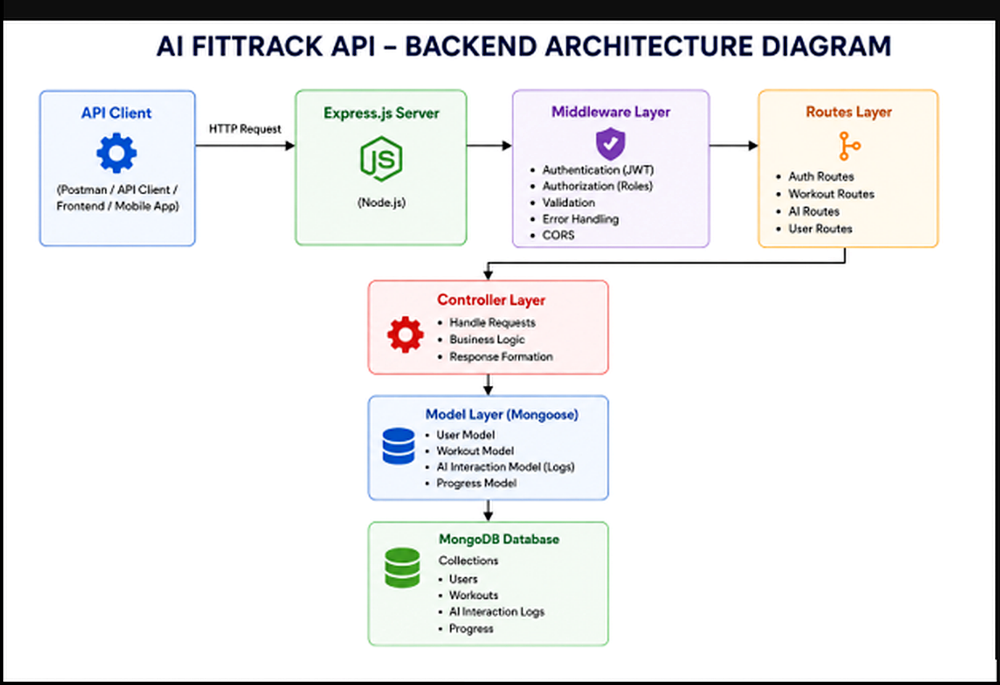 AI FITTRACK API – BACKEND ARCHITECTURE DIAGRAM
API Client
(Postman / API Client /
Frontend / Mobile App)
HTTP Request
Express.js Server
JS
(Node.js)
Middleware Layer
• Authentication (JWT)
• Authorization (Roles)
• Validation
• Error Handling
• CORS
Routes Layer
• Auth Routes
• Workout Routes
• AI Routes
• User Routes
Controller Layer
• Handle Requests
• Business Logic
• Response Formation
Model Layer (Mongoose)
• User Model
• Workout Model
• AI Interaction Model (Logs)
• Progress Model
MongoDB Database
Collections
• Users
• Workouts
• AI Interaction Logs
• Progress